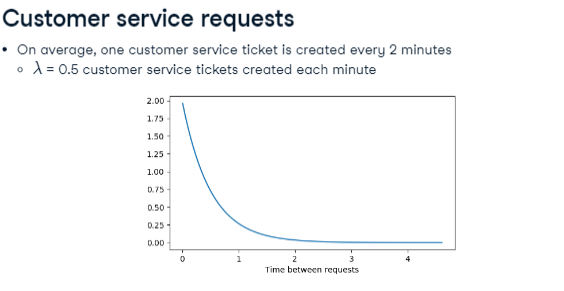 Customer service requests
• On average, one customer service ticket is created every 2 minutes
○ λ = 0.5 customer service tickets created each minute
2.00
1.75
1.50
1.25
1.00
0.75
0.50
0.25
0.00
0 1 2 3 4
Time between requests